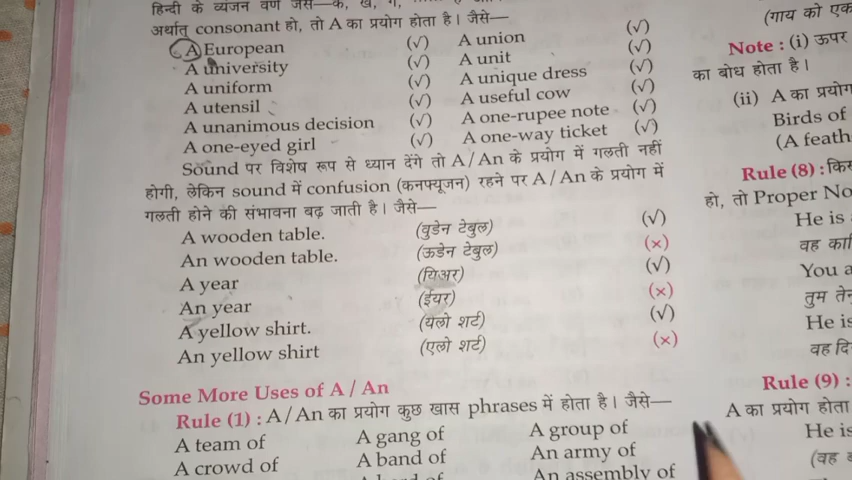 हिन्दी के व्यंजन वर्ण जैसे—क, ख, ग,
अर्थात् consonant हो, तो A का प्रयोग होता है। जैसे—
A European (√) A union (√)
A university (√) A unit (√)
A uniform (√) A unique dress (√)
A utensil (√) A useful cow (√)
A unanimous decision (√) A one-rupee note (√)
A one-eyed girl (√) A one-way ticket (√)
Sound पर विशेष रूप से ध्यान देंगे तो A/An के प्रयोग में गलती नहीं
होगी, लेकिन sound में confusion (कनफ्यूजन) रहने पर A/An के प्रयोग में
गलती होने की संभावना बढ़ जाती है। जैसे—
A wooden table. (वुडेन टेबुल) (√)
An wooden table. (ऊडेन टेबुल) (×)
A year (यिअर) (√)
An year (ईयर) (×)
A yellow shirt. (येलो शर्ट) (√)
An yellow shirt (एलो शर्ट) (×)
Some More Uses of A / An
Rule (1) : A/An का प्रयोग कुछ खास phrases में होता है। जैसे—
A team of A gang of A group of
A crowd of A band of An army of
An assembly of
(गाय को एक
Note : (i) ऊपर
का बोध होता है।
(ii) A का प्रयोग
Birds of
(A feath
Rule (8) :
हो, तो Proper No
He is
वह
You a
तुम
He is
वह
Rule (9) :
A का प्रयोग होता
He is
(वह